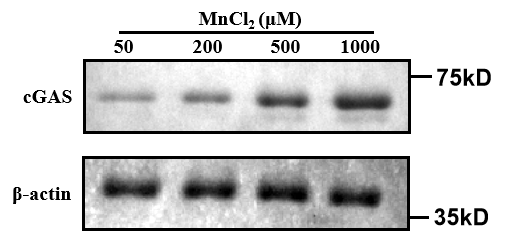 MnCl₂ (μM)
50 200 500 1000
75kD
cGAS
β-actin
35kD